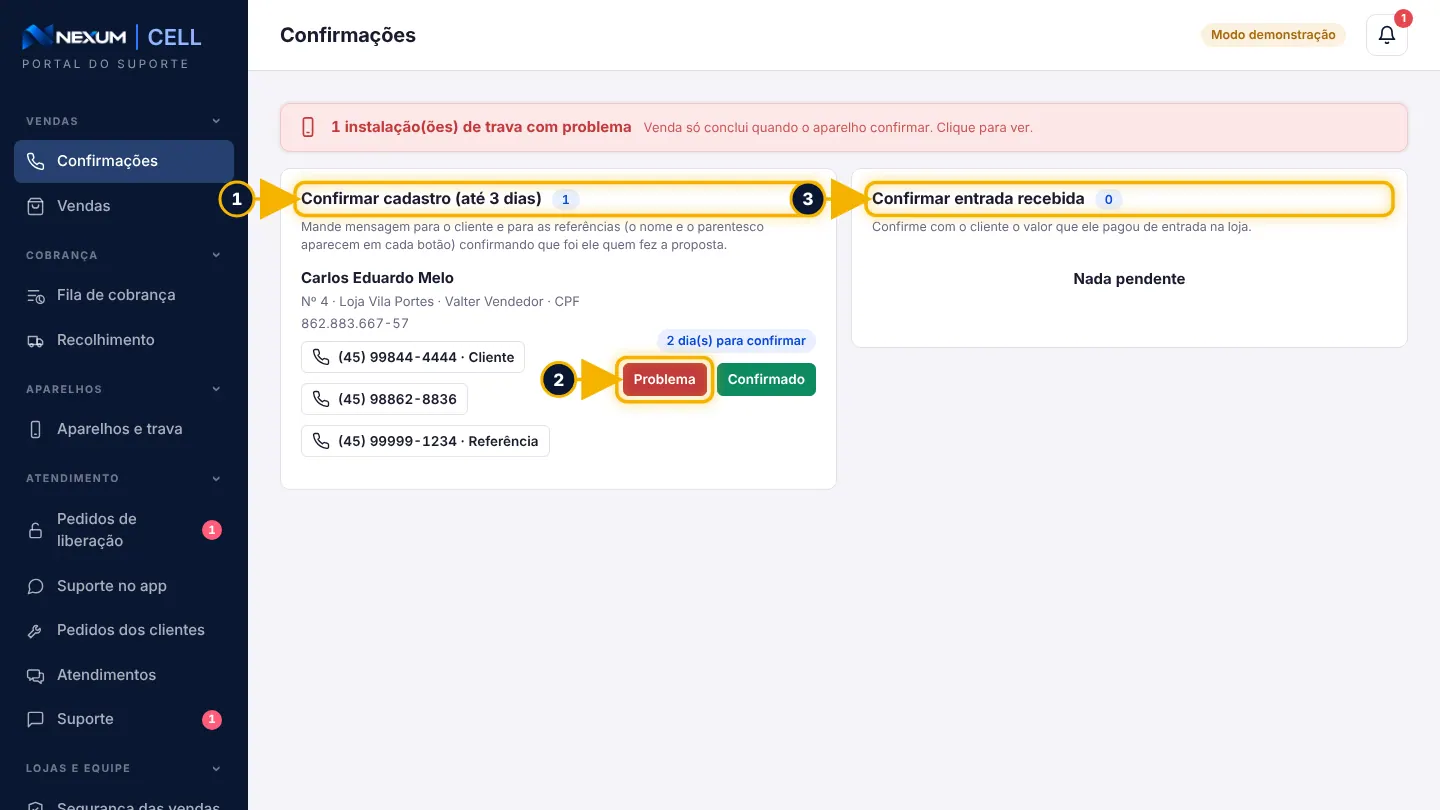 NEXUM | CELL
PORTAL DO SUPORTE
VENDAS
Confirmações
Vendas
COBRANÇA
Fila de cobrança
Recolhimento
APARELHOS
Aparelhos e trava
ATENDIMENTO
Pedidos de
liberação
1
Suporte no app
Pedidos dos clientes
Atendimentos
Suporte
1
LOJAS E EQUIPE
Segurança das vendas
Confirmações
Modo demonstração
1
1 instalação(ões) de trava com problema Venda só conclui quando o aparelho confirmar. Clique para ver.
1
Confirmar cadastro (até 3 dias) 1
Mande mensagem para o cliente e para as referências (o nome e o parentesco
aparecem em cada botão) confirmando que foi ele quem fez a proposta.
Carlos Eduardo Melo
Nº 4 · Loja Vila Portes · Valter Vendedor · CPF
862.883.667-57
(45) 99844-4444 · Cliente
(45) 98862-8836
(45) 99999-1234 · Referência
2 dia(s) para confirmar
2
Problema
Confirmado
3
Confirmar entrada recebida 0
Confirme com o cliente o valor que ele pagou de entrada na loja.
Nada pendente